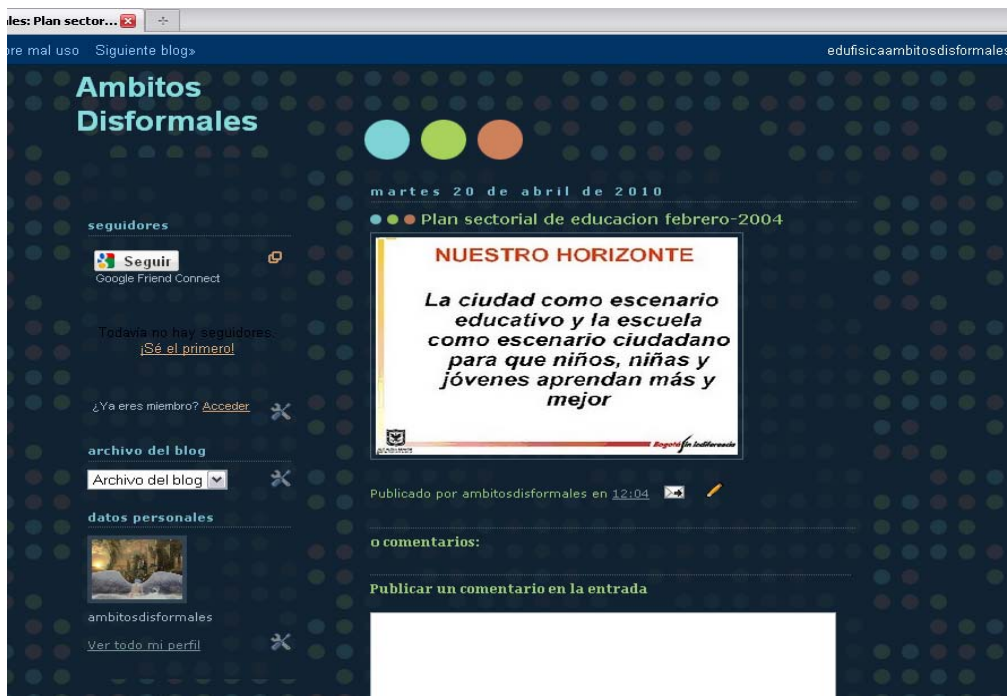 les: Plan sector...
re mal uso Siguiente blog»
edufisicaambitosdisformales
Ambitos
Disformales
seguidores
Seguir
Google Friend Connect
Todavía no hay seguidores.
¡Sé el primero!
¿Ya eres miembro? Acceder
archivo del blog
Archivo del blog
datos personales
ambitosdisformales
Ver todo mi perfil
martes 20 de abril de 2010
Plan sectorial de educacion febrero-2004
NUESTRO HORIZONTE
La ciudad como escenario
educativo y la escuela
como escenario ciudadano
para que niños, niñas y
jóvenes aprendan más y
mejor
Bogotá sin indiferencia
Publicado por ambitosdisformales en 12:04
0 comentarios:
Publicar un comentario en la entrada